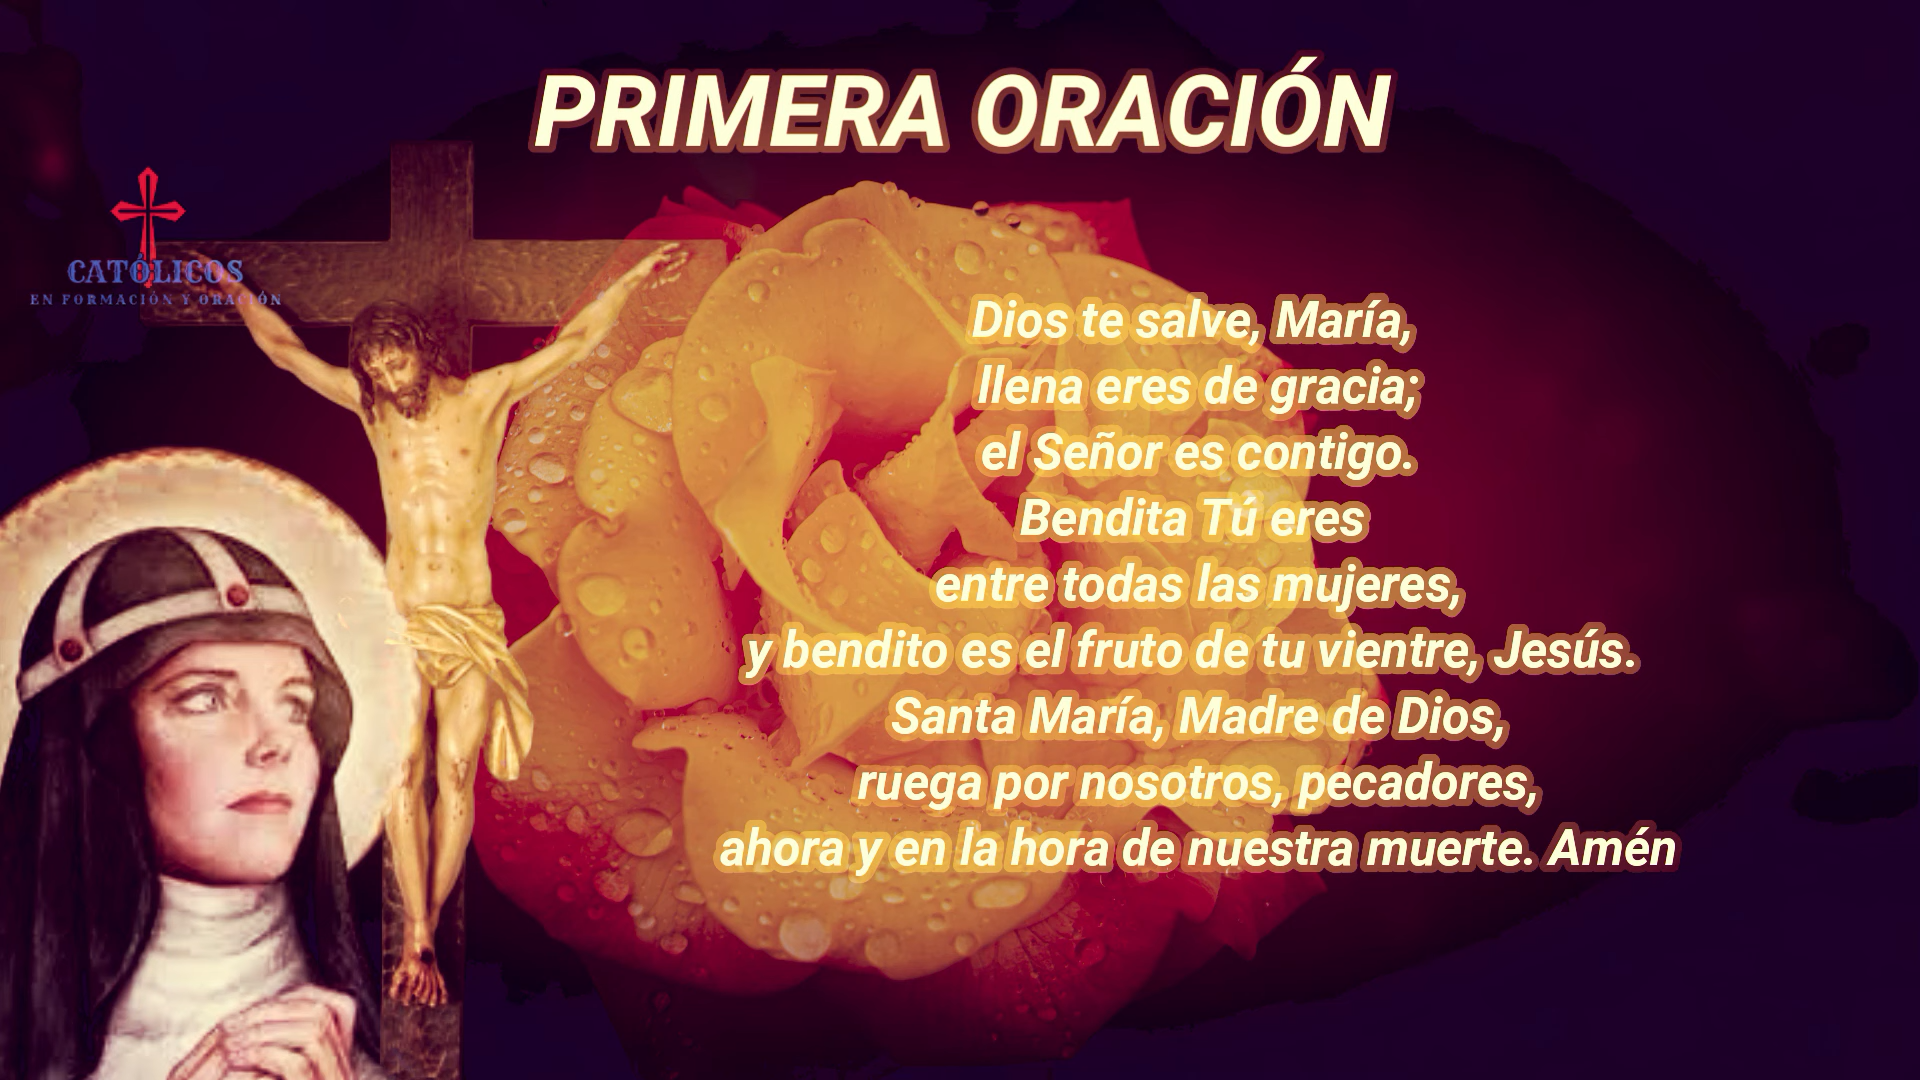 PRIMERA ORACIÓN
CATÓLICOS
EN FORMACIÓN Y ORACIÓN
Dios te salve, María,
llena eres de gracia;
el Señor es contigo.
Bendita Tú eres
entre todas las mujeres,
y bendito es el fruto de tu vientre, Jesús.
Santa María, Madre de Dios,
ruega por nosotros, pecadores,
ahora y en la hora de nuestra muerte. Amén